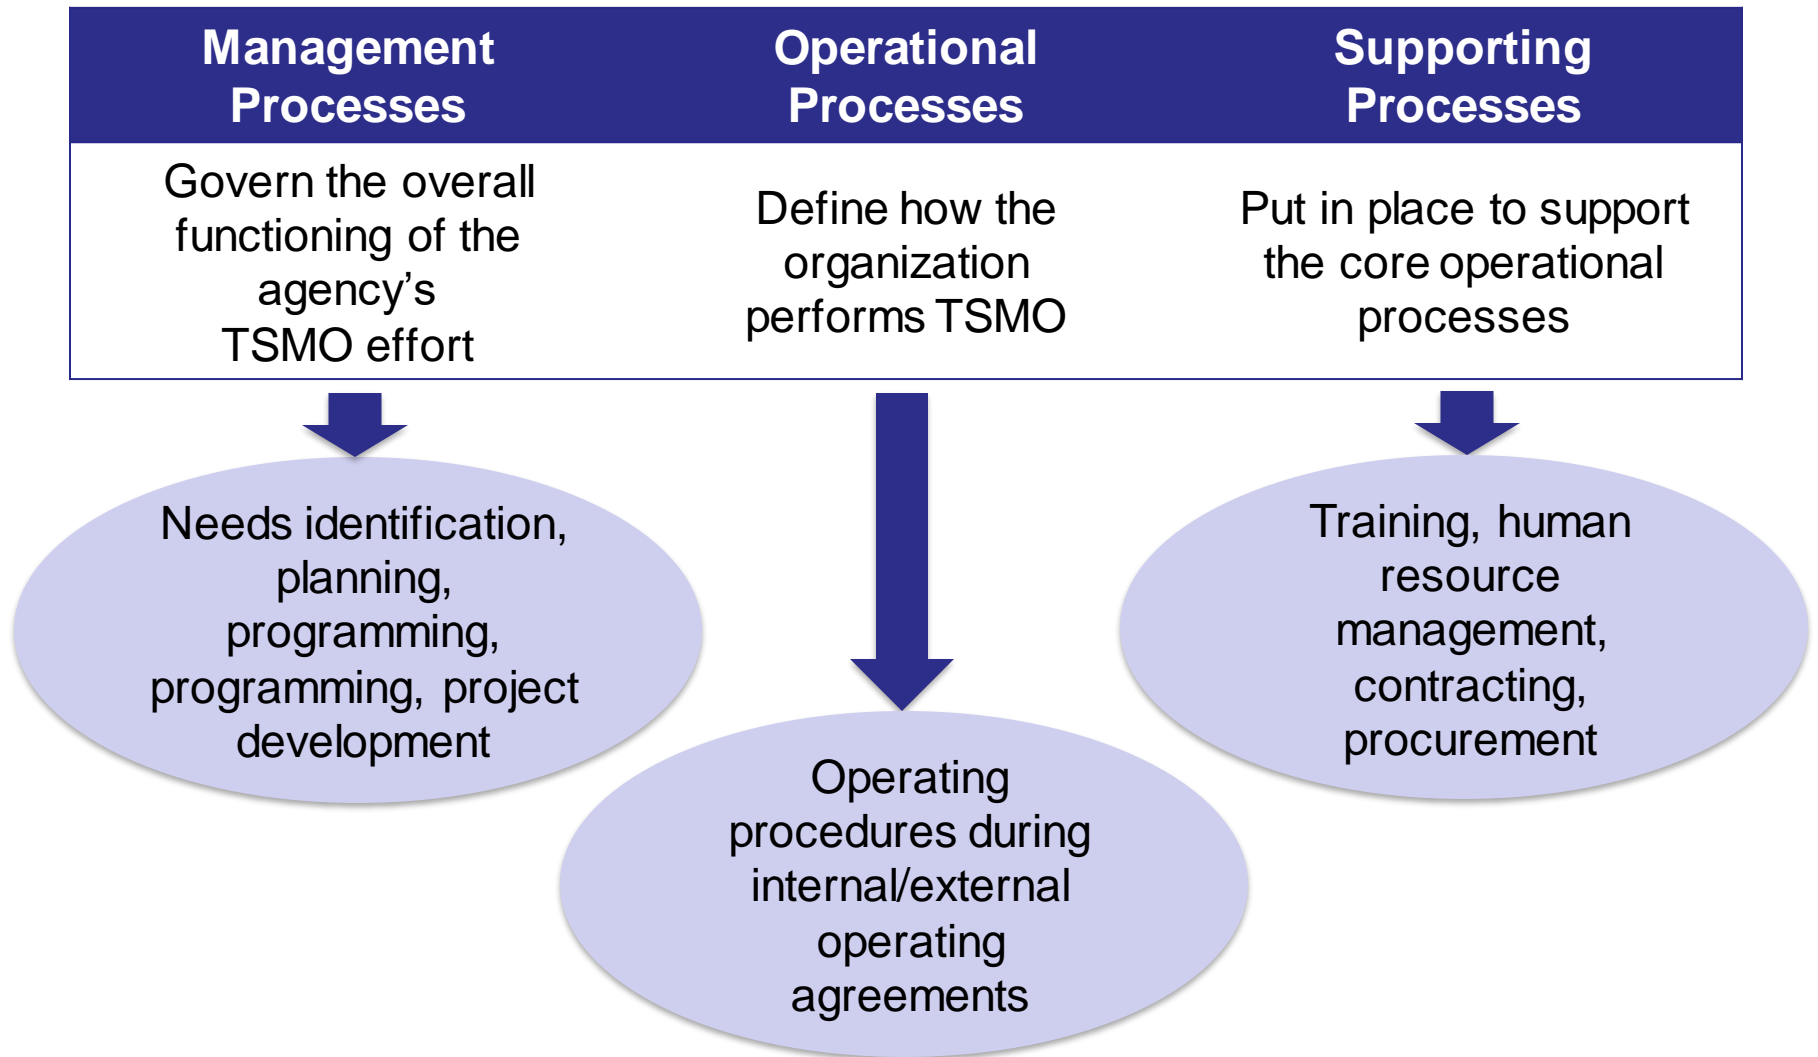 Management
Processes
Operational
Processes
Supporting
Processes
Govern the overall
functioning of the
agency’s
TSMO effort
Define how the
organization
performs TSMO
Put in place to support
the core operational
processes
Needs identification,
planning,
programming,
programming, project
development
Operating
procedures during
internal/external
operating
agreements
Training, human
resource
management,
contracting,
procurement